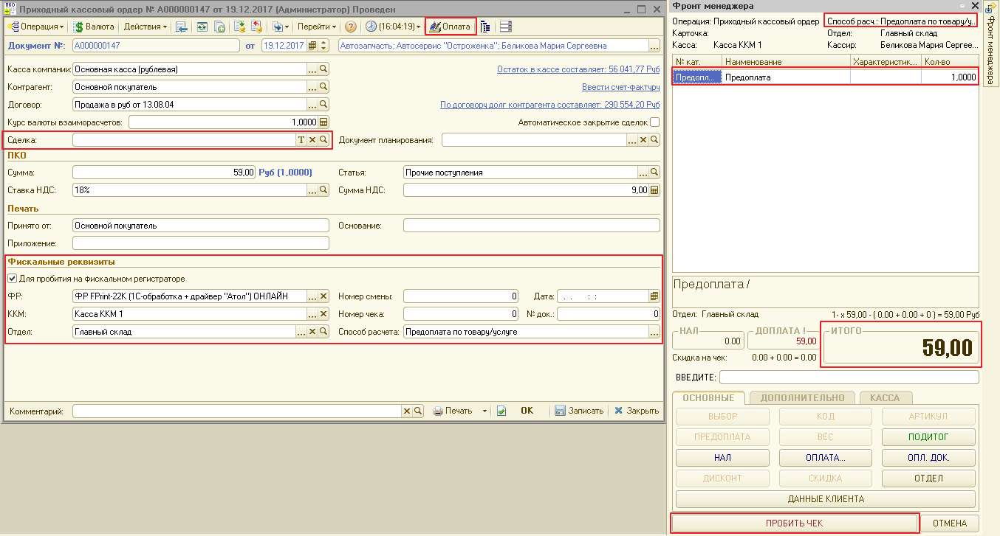 Приходный кассовый ордер № А000000147 от 19.12.2017 (Администратор) Проведен
Операция
Валюта
Действия
Перейти
(16:04:19)
Оплата
Документ №:
А000000147
от
19.12.2017
Автозапчасть; Автосервис "Остроженка"; Беликова Мария Сергеевна
Касса компании:
Основная касса (рублевая)
Остаток в кассе составляет: 56 041,77 Руб
Контрагент:
Основной покупатель
Ввести счет-фактуру
Договор:
Продажа в руб от 13.08.04
По договору долг контрагента составляет: 290 554,20 Руб
Курс валюты взаиморасчетов:
1,0000
Автоматическое закрытие сделок
Сделка:
Документ планирования:
ПКО
Сумма:
59,00
Руб (1,0000)
Статья:
Прочие поступления
Ставка НДС:
18%
Сумма НДС:
9,00
Печать
Принято от:
Основной покупатель
Основание:
Приложение:
Фискальные реквизиты
Для пробития на фискальном регистраторе
ФР:
ФР FPrint-22К (1С-обработка + драйвер "Атол") ОНЛАЙН
Номер смены:
0
Дата:
. .   : :
ККМ:
Касса ККМ 1
Номер чека:
0
№ док.:
0
Отдел:
Главный склад
Способ расчета:
Предоплата по товару/услуге
Комментарий:
Печать
ОК
Записать
Закрыть
Фронт менеджера
Операция: Приходный кассовый ордер
Способ расч.: Предоплата по товару/у..
Карточка:
Отдел:
Главный склад
Касса:
Касса ККМ 1
Кассир:
Беликова Мария Сергее...
№ кат.
Наименование
Характеристик...
Кол-во
Предопл...
Предоплата
1,0000
Предоплата /
Отдел: Главный склад
1- x 59,00 - ( 0.00 + 0.00 + 0 ) = 59,00 Руб
НАЛ
0.00
ДОПЛАТА !
59,00
ИТОГО
59,00
Скидка на чек:
0.00 + 0.00 = 0.00
ВВЕДИТЕ:
ОСНОВНЫЕ
ДОПОЛНИТЕЛЬНО
КАССА
ВЫБОР
КОД
АРТИКУЛ
ПРЕДОПЛАТА
ВЕС
ПОДИТОГ
НАЛ
ОПЛАТА...
ОПЛ. ДОК.
ДИСКОНТ
СКИДКА
ОТДЕЛ
ДАННЫЕ КЛИЕНТА
ПРОБИТЬ ЧЕК
ОТМЕНА
Фронт менеджера